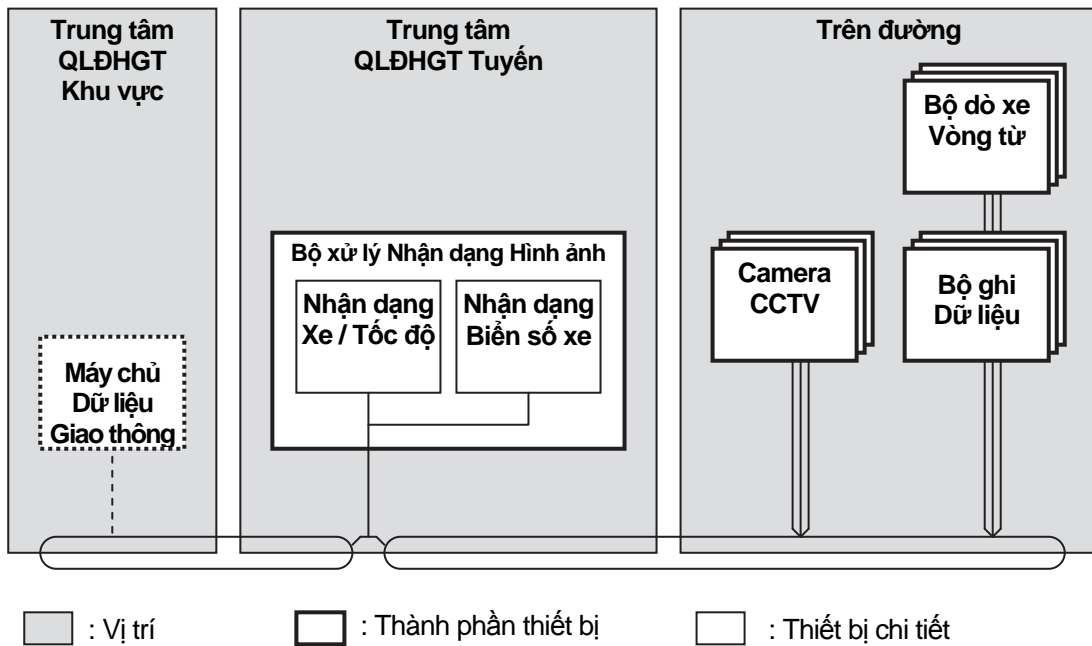 Trung tâm
QLĐHGT
Khu vực
Máy chủ
Dữ liệu
Giao thông
Trung tâm
QLĐHGT Tuyến
Bộ xử lý Nhận dạng Hình ảnh
Nhận dạng
Xe / Tốc độ
Nhận dạng
Biển số xe
Trên đường
Bộ dò xe
Vòng từ
Camera
CCTV
Bộ ghi
Dữ liệu
: Vị trí
: Thành phần thiết bị
: Thiết bị chi tiết